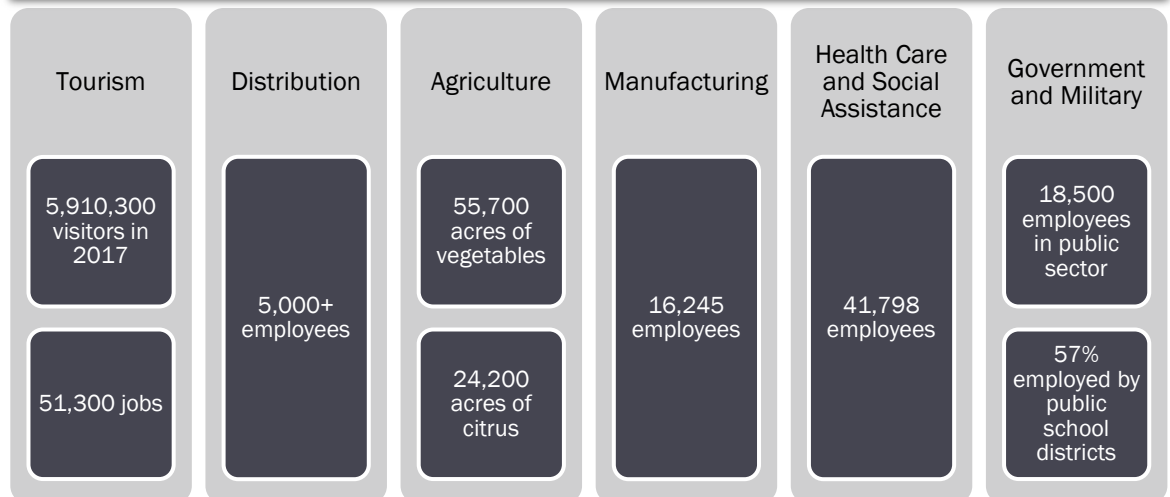 Tourism
5,910,300
visitors in
2017
51,300 jobs
Distribution
5,000+
employees
Agriculture
55,700
acres of
vegetables
24,200
acres of
citrus
Manufacturing
16,245
employees
Health Care
and Social
Assistance
41,798
employees
Government
and Military
18,500
employees
in public
sector
57%
employed by
public
school
districts